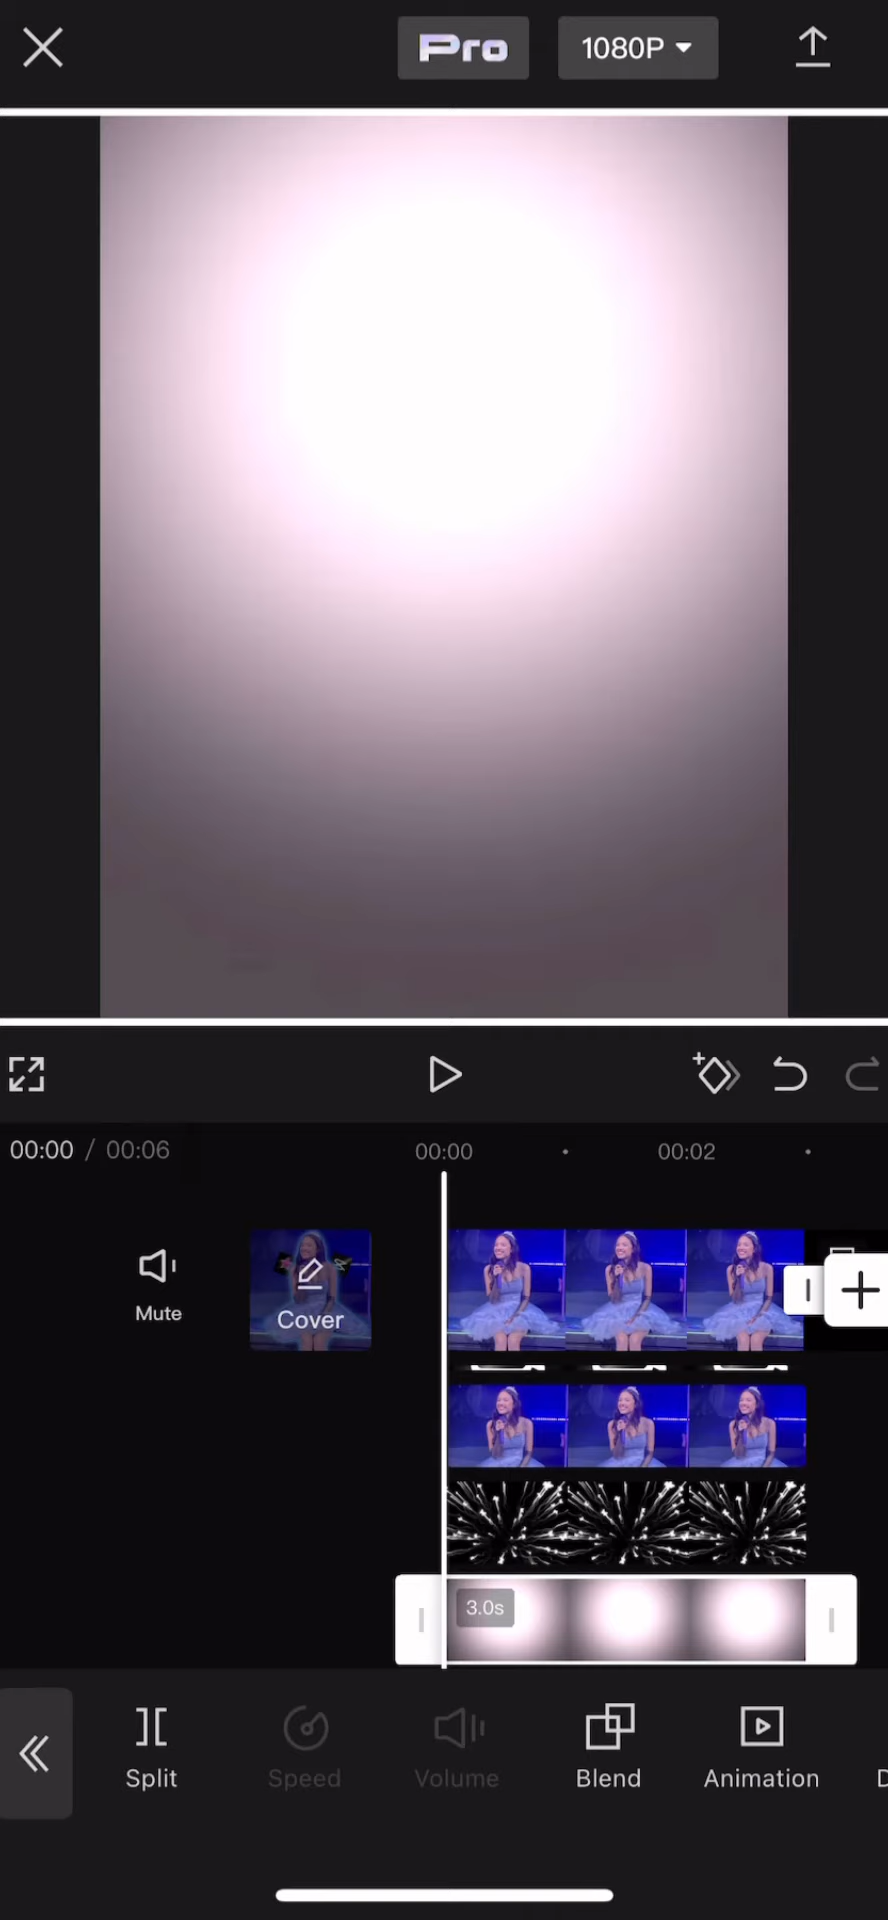 Pro
1080P
00:00 / 00:06
00:00
00:02
Mute
Cover
3.0s
Split
Speed
Volume
Blend
Animation
D